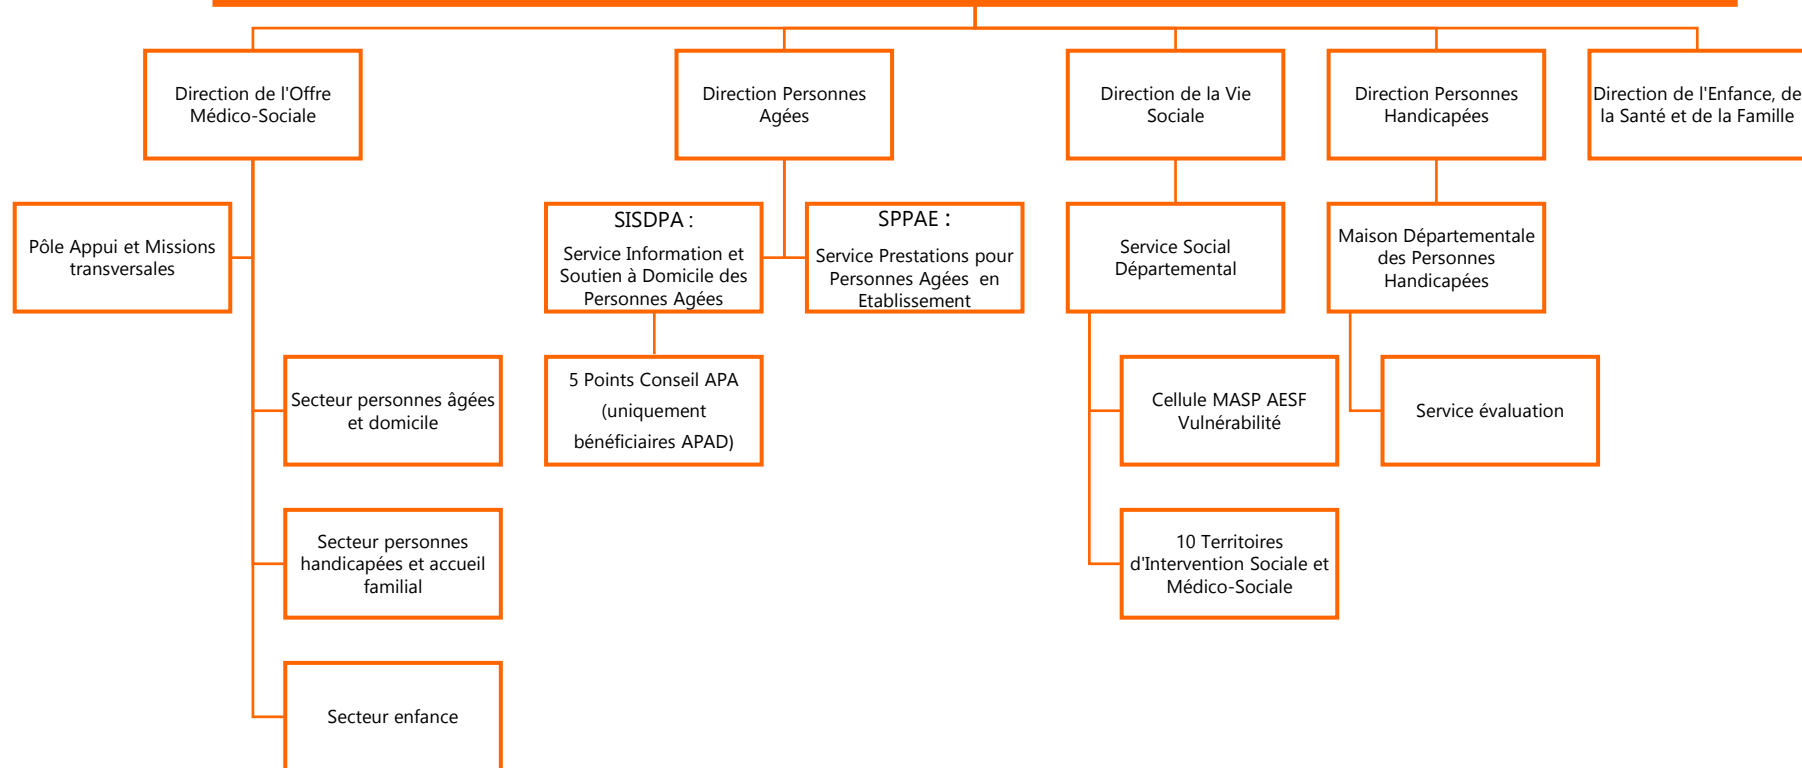 Direction de l'Offre
Médico-Sociale
Direction Personnes
Agées
Direction de la Vie
Sociale
Direction Personnes
Handicapées
Direction de l'Enfance, de
la Santé et de la Famille
Pôle Appui et Missions
transversales
SISDPA :
Service Information et
Soutien à Domicile des
Personnes Agées
SPPAE :
Service Prestations pour
Personnes Agées en
Etablissement
Service Social
Départemental
Maison Départementale
des Personnes
Handicapées
Secteur personnes âgées
et domicile
5 Points Conseil APA
(uniquement
bénéficiaires APAD)
Cellule MASP AESF
Vulnérabilité
Service évaluation
Secteur personnes
handicapées et accueil
familial
10 Territoires
d'Intervention Sociale et
Médico-Sociale
Secteur enfance